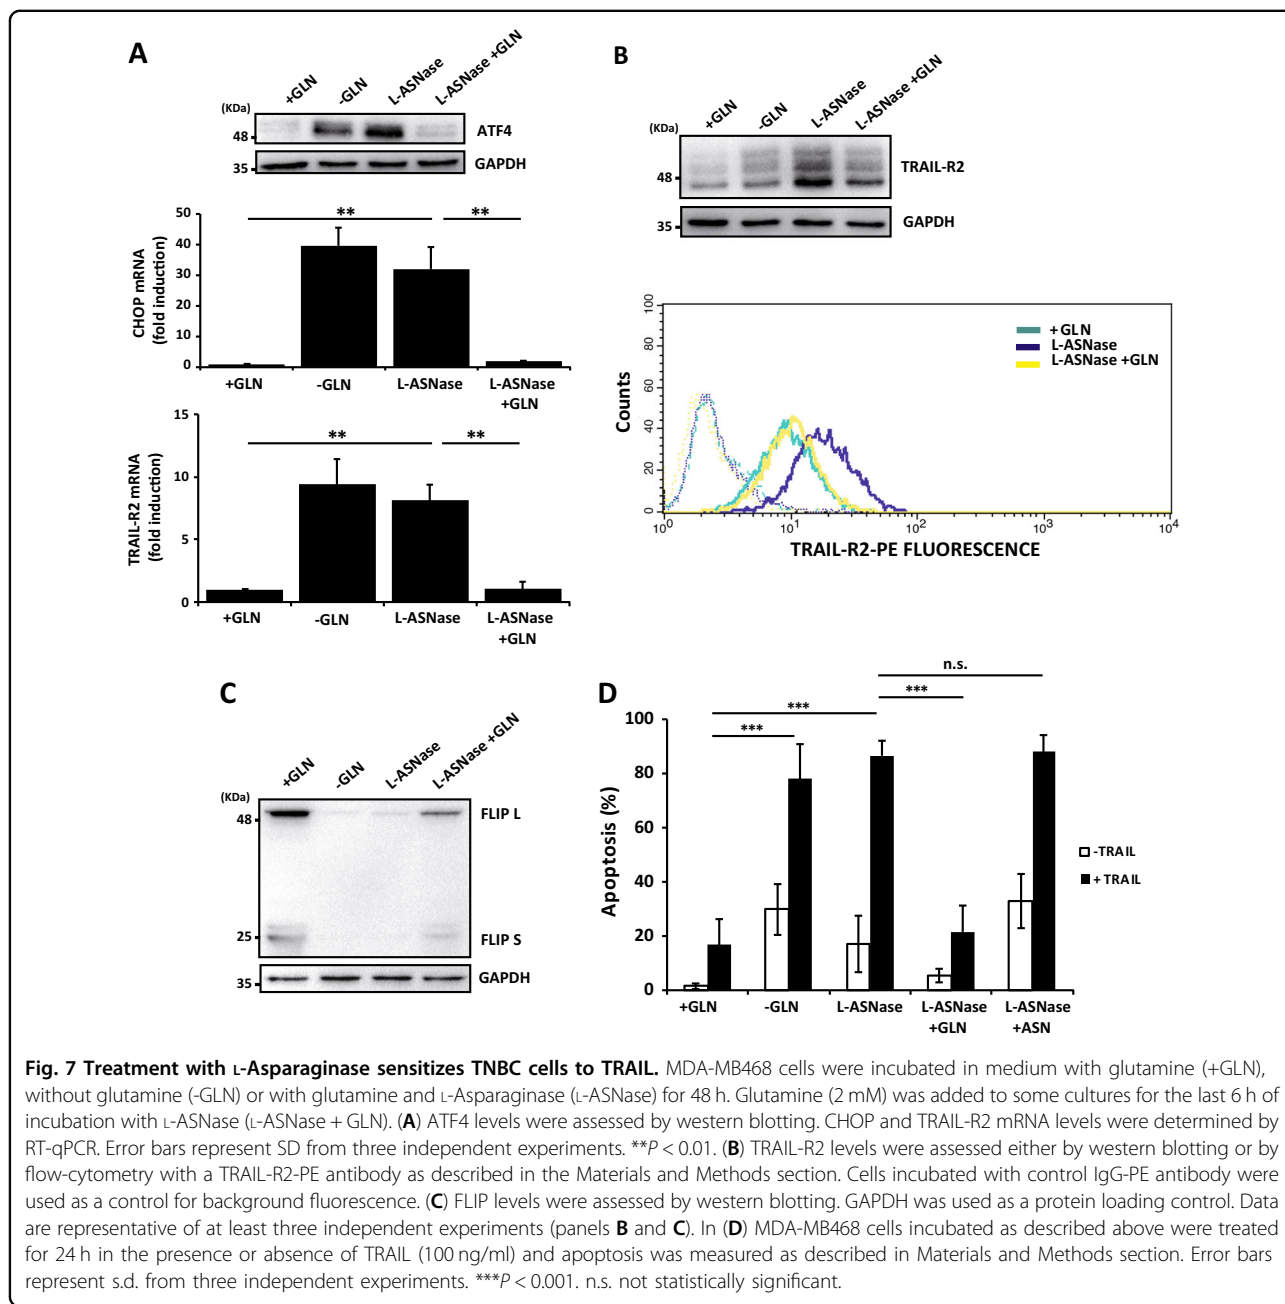 A
+GLN -GLN L-ASNase L-ASNase +GLN
(KDa)
48
ATF4
35
GAPDH
** **
50
40
30
20
10
0
CHOP mRNA
(fold induction)
+GLN -GLN L-ASNase L-ASNase
+GLN
** **
15
10
5
0
TRAIL-R2 mRNA
(fold induction)
+GLN -GLN L-ASNase L-ASNase
+GLN
B
+GLN -GLN L-ASNase L-ASNase +GLN
(KDa)
48
TRAIL-R2
35
GAPDH
100
80
60
40
20
0
Counts
+ GLN
L-ASNase
L-ASNase +GLN
10⁰ 10¹ 10² 10³ 10⁴
TRAIL-R2-PE FLUORESCENCE
C
+GLN -GLN L-ASNase L-ASNase +GLN
(KDa)
48
FLIP L
25
FLIP S
35
GAPDH
D
n.s.
***
***
***
100
80
60
40
20
0
Apoptosis (%)
-TRAIL
+ TRAIL
+GLN -GLN L-ASNase L-ASNase L-ASNase
+GLN +ASN
Fig. 7 Treatment with L-Asparaginase sensitizes TNBC cells to TRAIL. MDA-MB468 cells were incubated in medium with glutamine (+GLN),
without glutamine (-GLN) or with glutamine and L-Asparaginase (L-ASNase) for 48 h. Glutamine (2 mM) was added to some cultures for the last 6 h of
incubation with L-ASNase (L-ASNase + GLN). (A) ATF4 levels were assessed by western blotting. CHOP and TRAIL-R2 mRNA levels were determined by
RT-qPCR. Error bars represent SD from three independent experiments. **P < 0.01. (B) TRAIL-R2 levels were assessed either by western blotting or by
flow-cytometry with a TRAIL-R2-PE antibody as described in the Materials and Methods section. Cells incubated with control IgG-PE antibody were
used as a control for background fluorescence. (C) FLIP levels were assessed by western blotting. GAPDH was used as a protein loading control. Data
are representative of at least three independent experiments (panels B and C). In (D) MDA-MB468 cells incubated as described above were treated
for 24 h in the presence or absence of TRAIL (100 ng/ml) and apoptosis was measured as described in Materials and Methods section. Error bars
represent s.d. from three independent experiments. ***P < 0.001. n.s. not statistically significant.